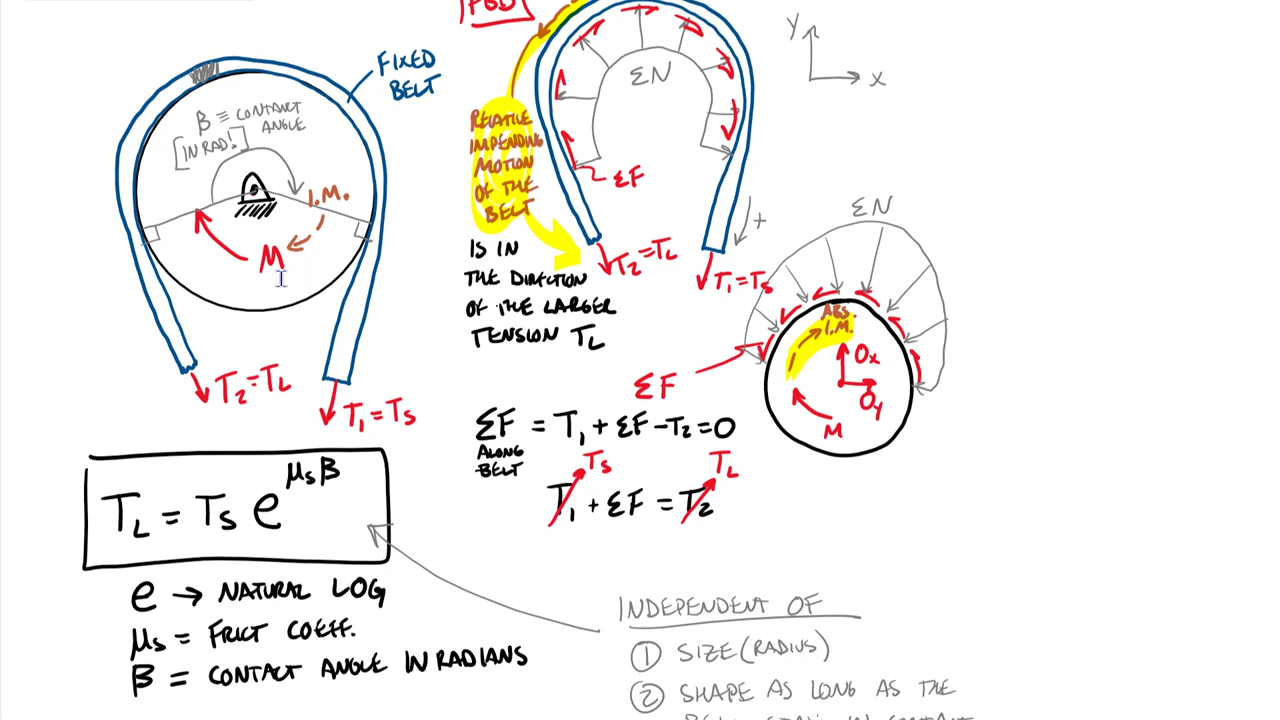 FBD
Y
X
FIXED
BELT
β ≡ CONTACT
ANGLE
[IN RAD!]
I.M.
M
T₂=TL
T₁=TS
ΣN
RELATIVE
IMPENDING
MOTION
OF THE
BELT
IS IN
THE DIRECTION
OF THE LARGER
TENSION TL
ΣF
T₂=TL
+
T₁=TS
ΣN
ABS.
I.M.
Ox
Oy
M
ΣF
ΣF = T₁ + ΣF - T₂ = 0
ALONG
BELT
TS
TL
T₁ + ΣF = T₂
TL = TS e^μsβ
e → NATURAL LOG
μs = FRICT COEFF.
β = CONTACT ANGLE IN RADIANS
INDEPENDENT OF
① SIZE (RADIUS)
② SHAPE AS LONG AS THE